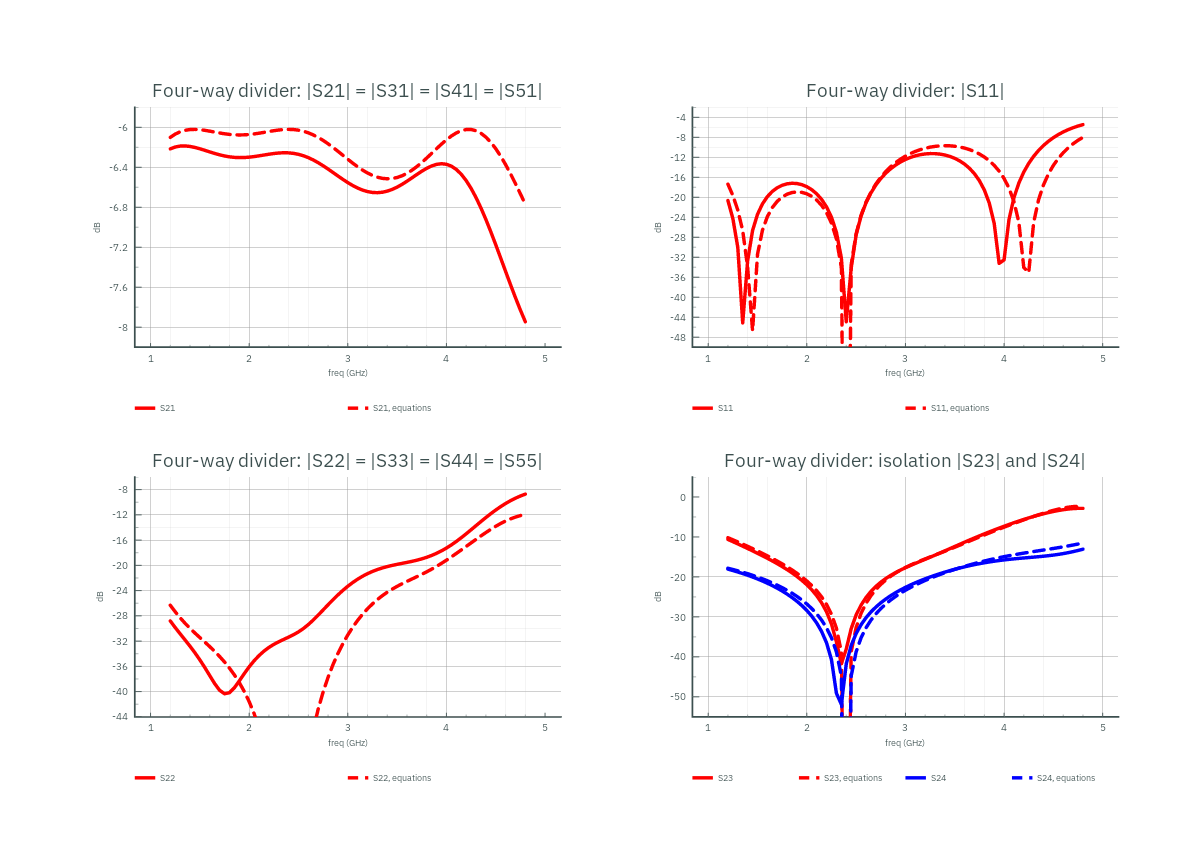 Four-way divider: |S21| = |S31| = |S41| = |S51|
-6
-6.4
-6.8
-7.2
-7.6
-8
dB
1 2 3 4 5
freq (GHz)
S21 S21, equations
Four-way divider: |S11|
-4
-8
-12
-16
-20
-24
-28
-32
-36
-40
-44
-48
dB
1 2 3 4 5
freq (GHz)
S11 S11, equations
Four-way divider: |S22| = |S33| = |S44| = |S55|
-8
-12
-16
-20
-24
-28
-32
-36
-40
-44
dB
1 2 3 4 5
freq (GHz)
S22 S22, equations
Four-way divider: isolation |S23| and |S24|
0
-10
-20
-30
-40
-50
dB
1 2 3 4 5
freq (GHz)
S23 S23, equations S24 S24, equations